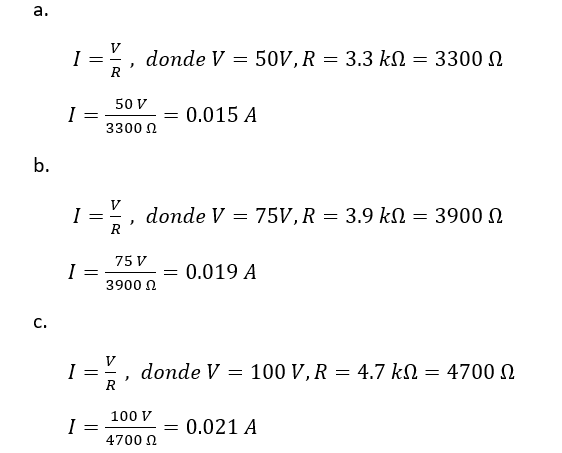 a.
I = V/R , donde V = 50V, R = 3.3 kΩ = 3300 Ω
I = 50 V/3300 Ω = 0.015 A
b.
I = V/R , donde V = 75V, R = 3.9 kΩ = 3900 Ω
I = 75 V/3900 Ω = 0.019 A
c.
I = V/R , donde V = 100 V, R = 4.7 kΩ = 4700 Ω
I = 100 V/4700 Ω = 0.021 A